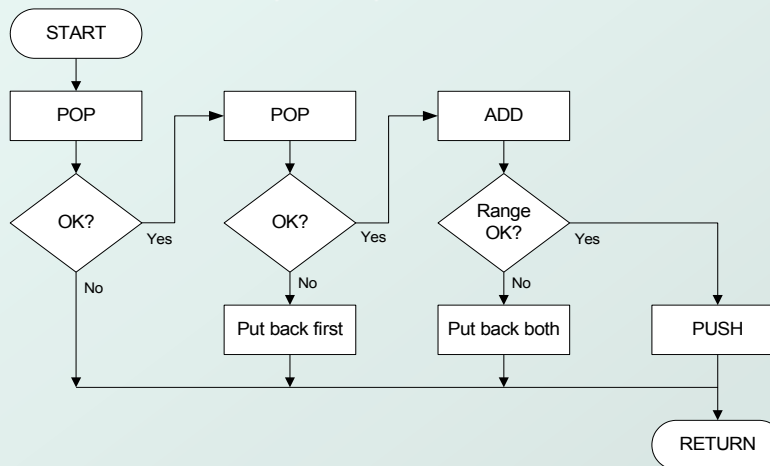 START
POP
POP
ADD
OK?
Yes
OK?
Yes
Range
OK?
Yes
No
No
No
Put back first
Put back both
PUSH
RETURN